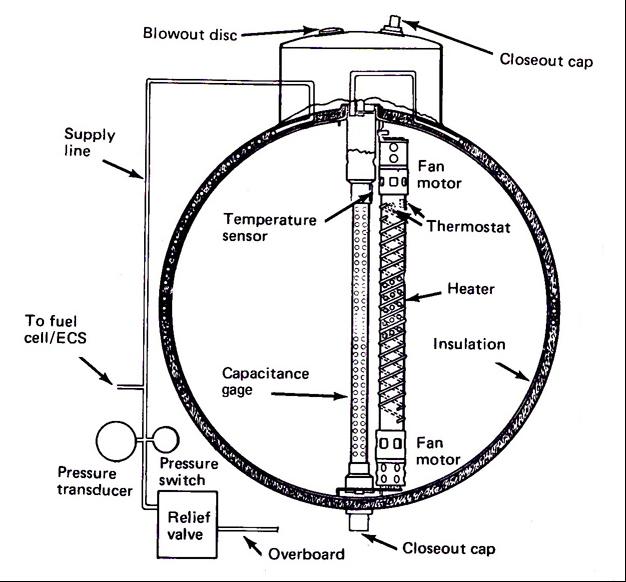 Blowout disc
Closeout cap
Supply
line
Fan
motor
Temperature
sensor
Thermostat
Heater
To fuel
cell/ECS
Insulation
Capacitance
gage
Fan
motor
Pressure
transducer
Pressure
switch
Relief
valve
Overboard
Closeout cap